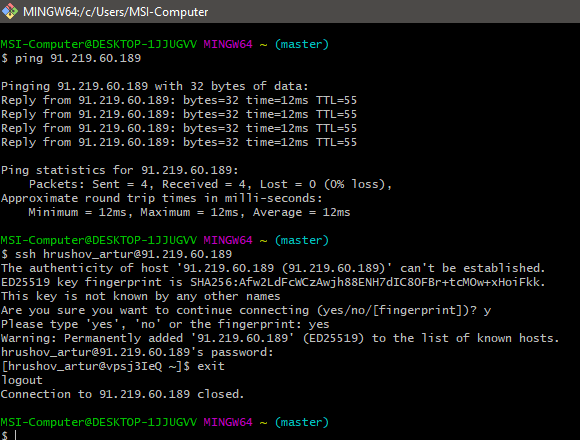 MINGW64:/c/Users/MSI-Computer
MSI-Computer@DESKTOP-1JJUGVV MINGW64 ~ (master)
$ ping 91.219.60.189
Pinging 91.219.60.189 with 32 bytes of data:
Reply from 91.219.60.189: bytes=32 time=12ms TTL=55
Reply from 91.219.60.189: bytes=32 time=12ms TTL=55
Reply from 91.219.60.189: bytes=32 time=12ms TTL=55
Reply from 91.219.60.189: bytes=32 time=12ms TTL=55
Ping statistics for 91.219.60.189:
    Packets: Sent = 4, Received = 4, Lost = 0 (0% loss),
Approximate round trip times in milli-seconds:
    Minimum = 12ms, Maximum = 12ms, Average = 12ms
MSI-Computer@DESKTOP-1JJUGVV MINGW64 ~ (master)
$ ssh hrushov_artur@91.219.60.189
The authenticity of host '91.219.60.189 (91.219.60.189)' can't be established.
ED25519 key fingerprint is SHA256:Afw2LdFcWCzAwjh88ENH7dIC8OFBr+tcMOw+xHoiFkk.
This key is not known by any other names
Are you sure you want to continue connecting (yes/no/[fingerprint])? y
Please type 'yes', 'no' or the fingerprint: yes
Warning: Permanently added '91.219.60.189' (ED25519) to the list of known hosts.
hrushov_artur@91.219.60.189's password:
[hrushov_artur@vpsj3IeQ ~]$ exit
logout
Connection to 91.219.60.189 closed.
MSI-Computer@DESKTOP-1JJUGVV MINGW64 ~ (master)
$